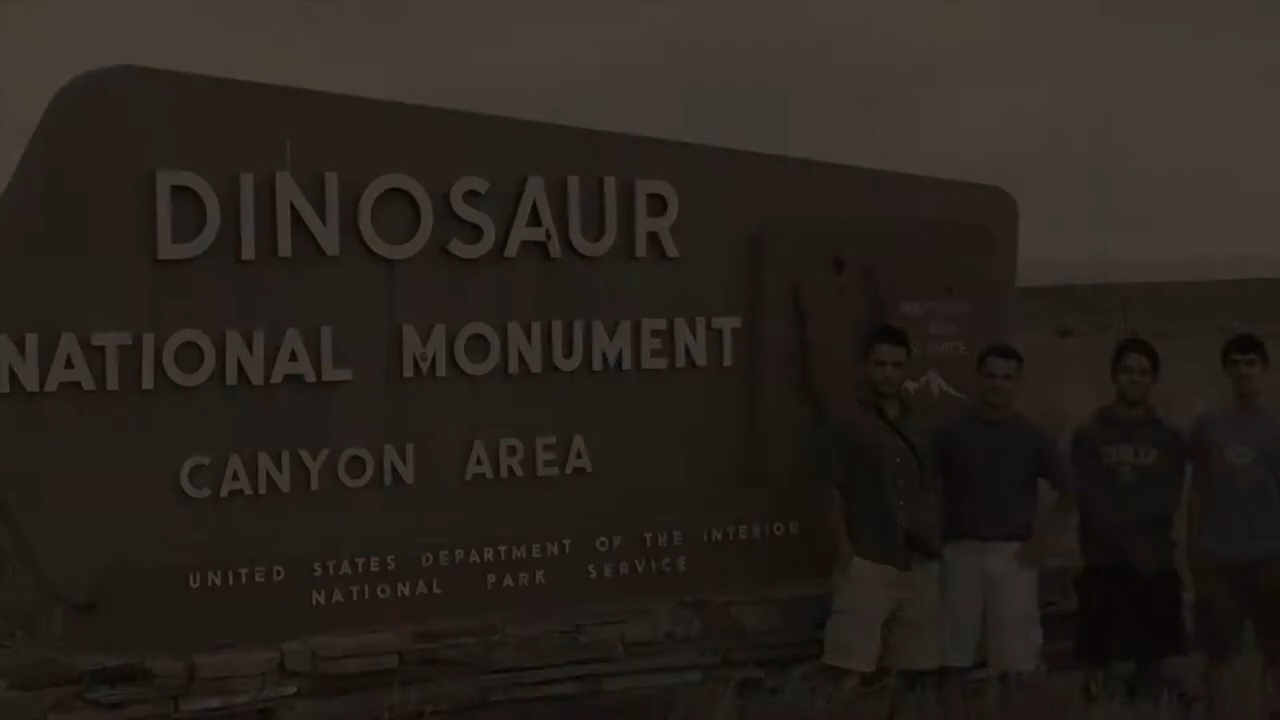 DINOSAUR
NATIONAL MONUMENT
CANYON AREA
UNITED STATES DEPARTMENT OF THE INTERIOR
NATIONAL PARK SERVICE